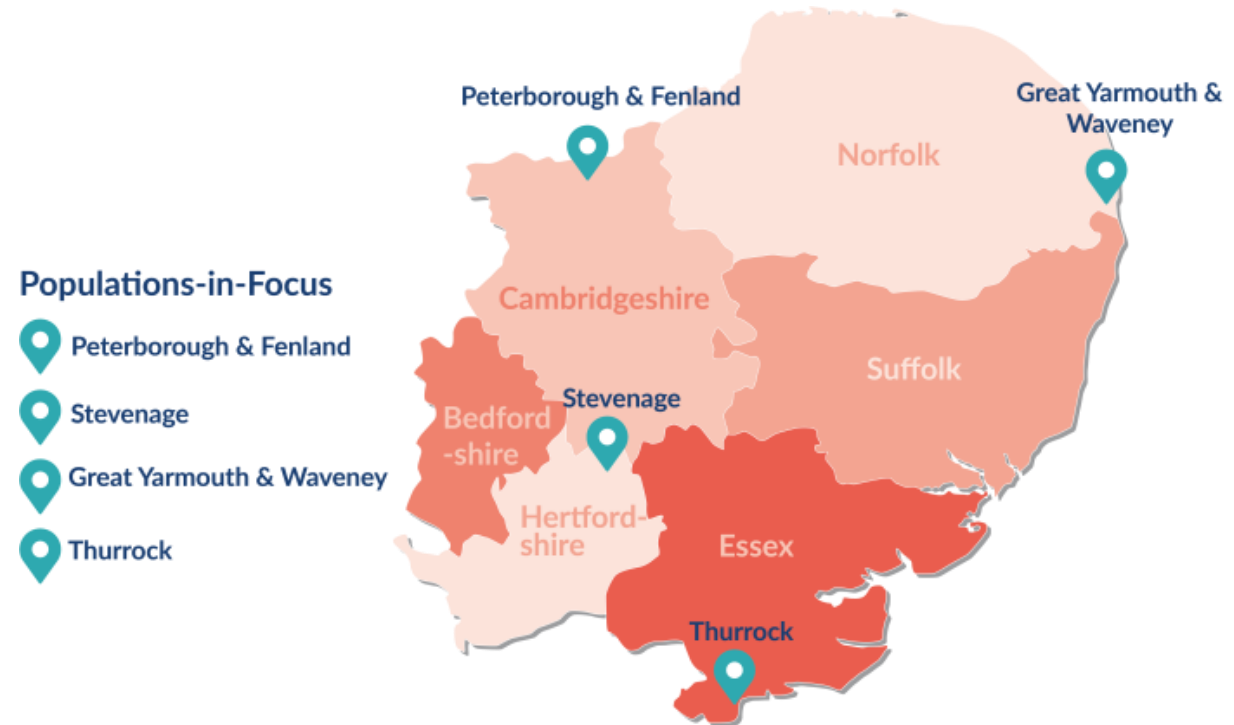 Peterborough & Fenland
Great Yarmouth &
Waveney
Norfolk
Populations-in-Focus
Peterborough & Fenland
Stevenage
Great Yarmouth & Waveney
Thurrock
Cambridgeshire
Suffolk
Stevenage
Bedford
-shire
Hertford-
shire
Essex
Thurrock